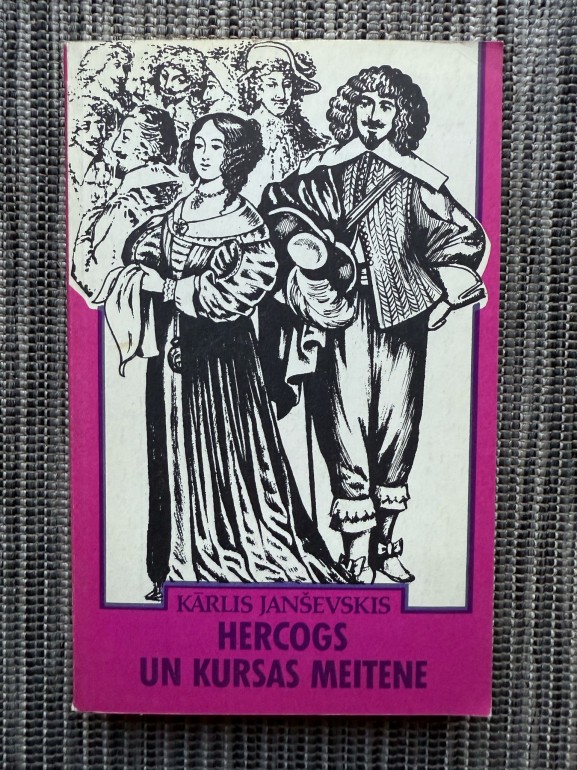 KĀRLIS JANŠEVSKIS
HERCOGS
UN KURSAS MEITENE